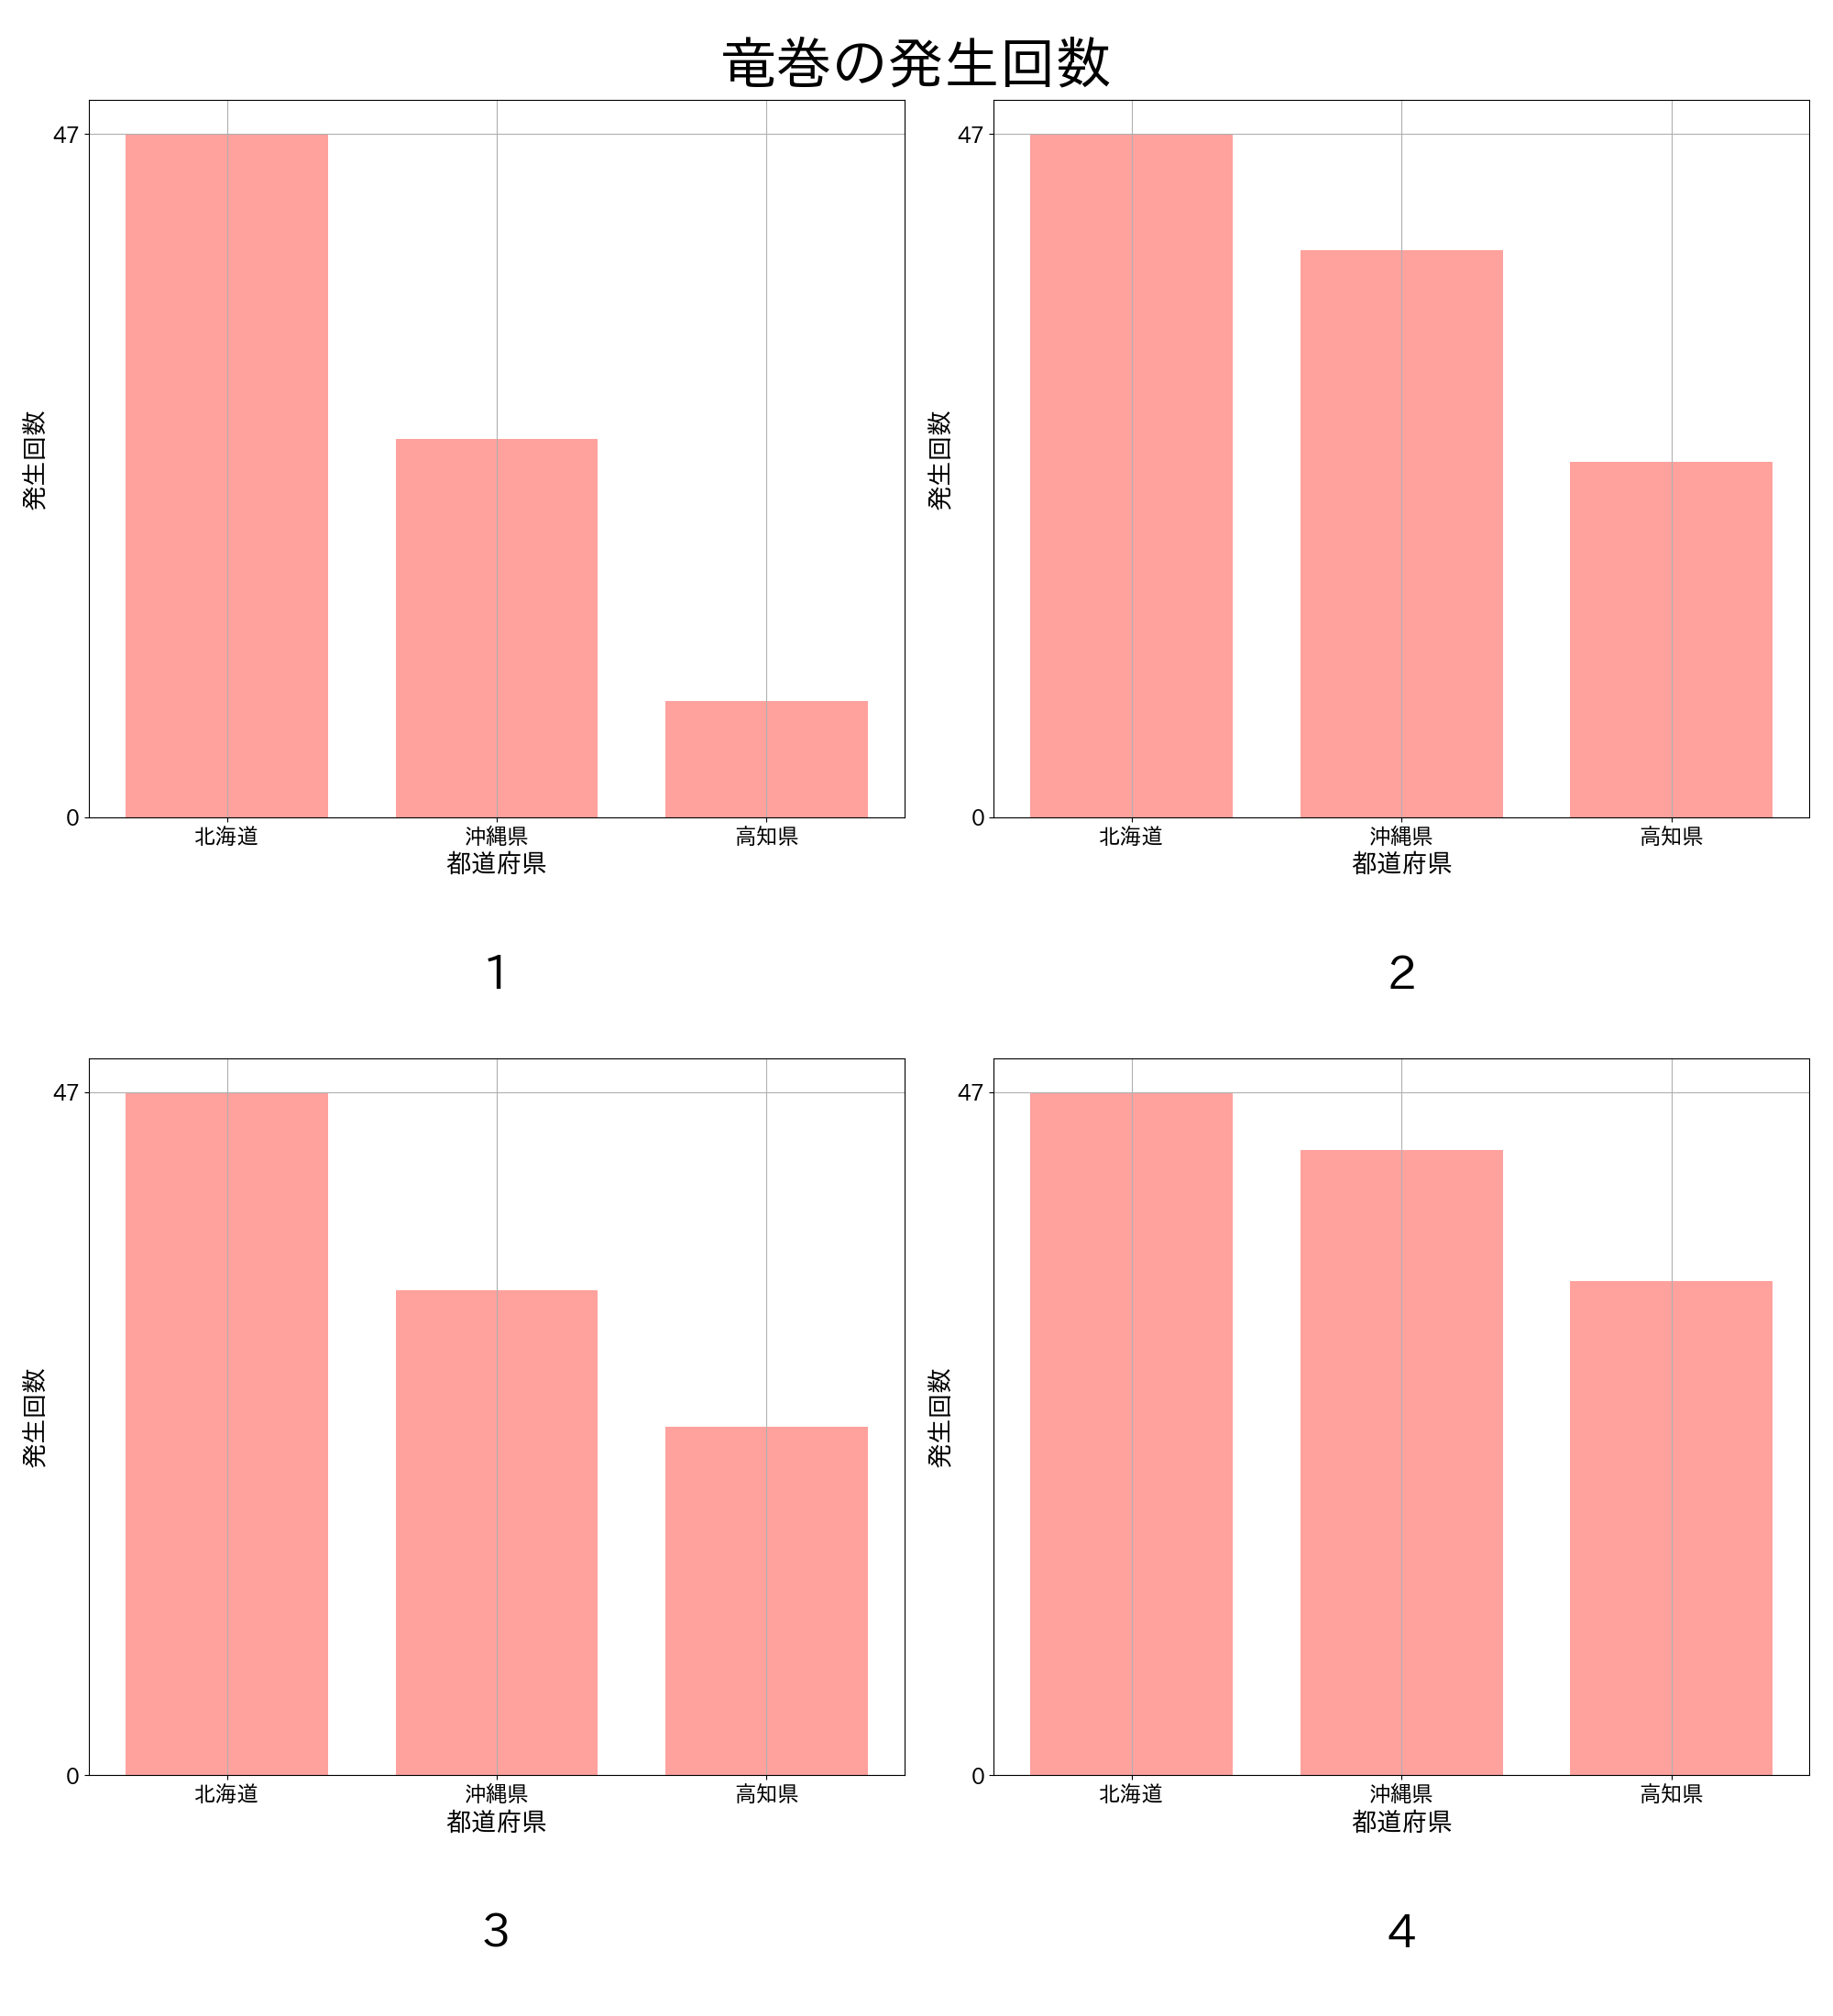 竜巻の発生回数
47
0
発生回数
北海道 沖縄県 高知県
都道府県
1
47
0
発生回数
北海道 沖縄県 高知県
都道府県
2
47
0
発生回数
北海道 沖縄県 高知県
都道府県
3
47
0
発生回数
北海道 沖縄県 高知県
都道府県
4